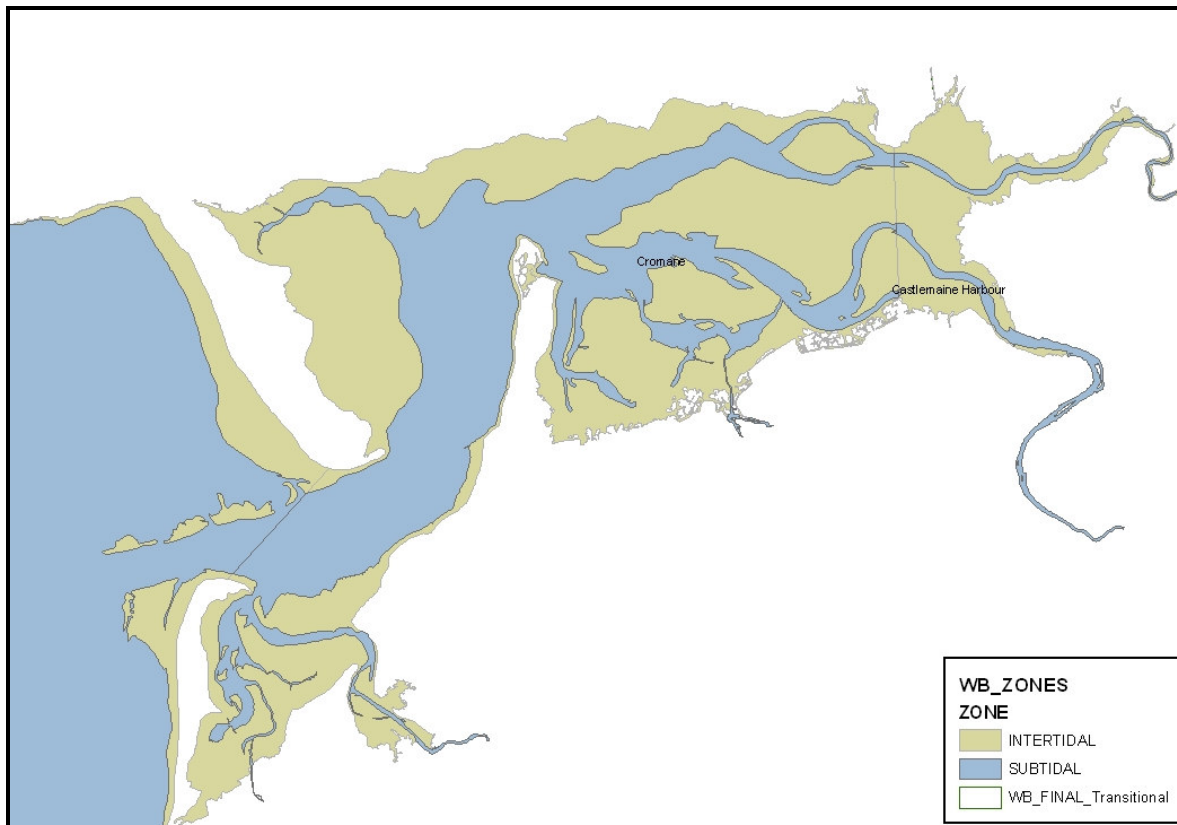 Cromane
Castlemaine Harbour
WB_ZONES
ZONE
INTERTIDAL
SUBTIDAL
WB_FINAL_Transitional